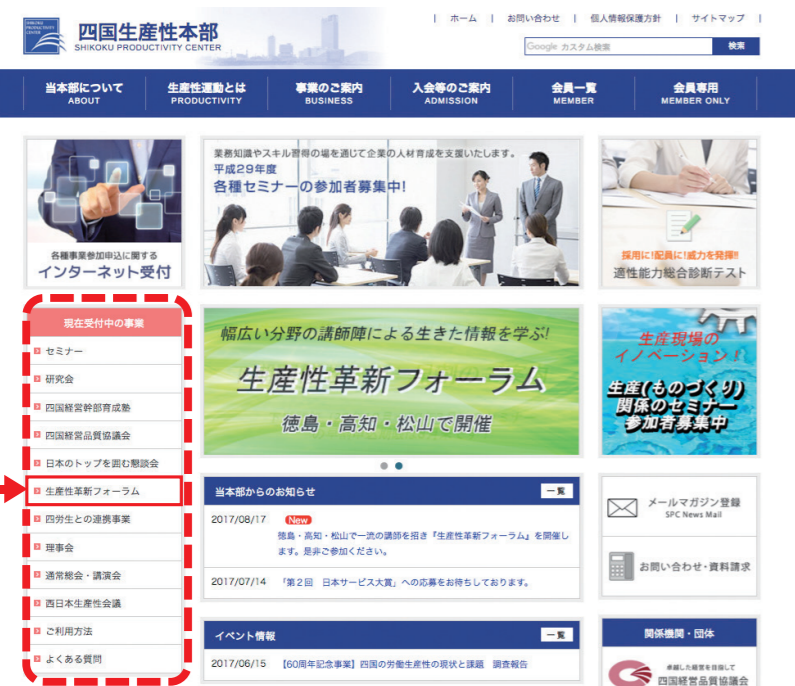 SHIKOKU
PRODUCTIVITY
CENTER
四国生産性本部
SHIKOKU PRODUCTIVITY CENTER
| ホーム | お問い合わせ | 個人情報保護方針 | サイトマップ |
Google カスタム検索
検索
当本部について
ABOUT
生産性運動とは
PRODUCTIVITY
事業のご案内
BUSINESS
入会等のご案内
ADMISSION
会員一覧
MEMBER
会員専用
MEMBER ONLY
各種事業参加申込に関する
インターネット受付
業務知識やスキル習得の場を通じて企業の人材育成を支援いたします。
平成29年度
各種セミナーの参加者募集中!
採用に!配員に!威力を発揮!!
適性能力総合診断テスト
現在受付中の事業
セミナー
研究会
四国経営幹部育成塾
四国経営品質協議会
日本のトップを囲む懇談会
生産性革新フォーラム
四労生との連携事業
理事会
通常総会・講演会
西日本生産性会議
ご利用方法
よくある質問
幅広い分野の講師陣による生きた情報を学ぶ!
生産性革新フォーラム
徳島・高知・松山で開催
生産現場の
イノベーション!
生産(ものづくり)
関係のセミナー
参加者募集中
当本部からのお知らせ
一覧
2017/08/17 New
徳島・高知・松山で一流の講師を招き『生産性革新フォーラム』を開催し
ます。是非ご参加ください。
2017/07/14 「第2回 日本サービス大賞」への応募をお待ちしております。
イベント情報
一覧
2017/06/15 【60周年記念事業】四国の労働生産性の現状と課題 調査報告
メールマガジン登録
SPC News Mail
お問い合わせ・資料請求
関係機関・団体
卓越した経営を目指して
四国経営品質協議会